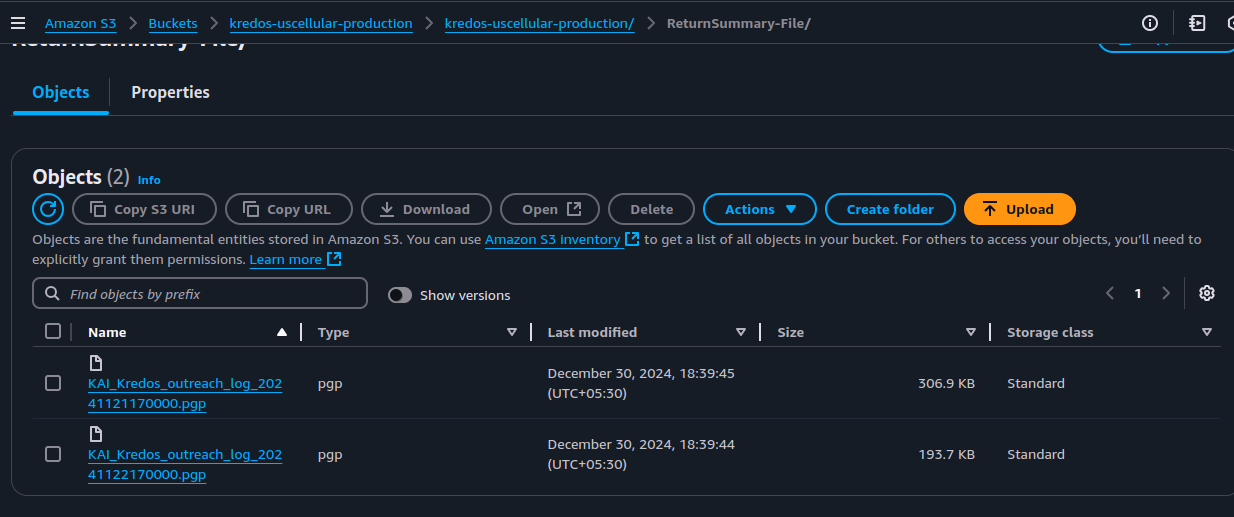 Amazon S3 > Buckets > kredos-uscellular-production > kredos-uscellular-production/ > ReturnSummary-File/
ReturnSummary-File/
Objects Properties
Objects (2) Info
Copy S3 URI Copy URL Download Open Delete Actions Create folder Upload
Objects are the fundamental entities stored in Amazon S3. You can use Amazon S3 inventory to get a list of all objects in your bucket. For others to access your objects, you’ll need to
explicitly grant them permissions. Learn more
Find objects by prefix Show versions 1
Name Type Last modified Size Storage class
KAI_Kredos_outreach_log_202
41121170000.pgp
pgp
December 30, 2024, 18:39:45
(UTC+05:30)
306.9 KB
Standard
KAI_Kredos_outreach_log_202
41122170000.pgp
pgp
December 30, 2024, 18:39:44
(UTC+05:30)
193.7 KB
Standard